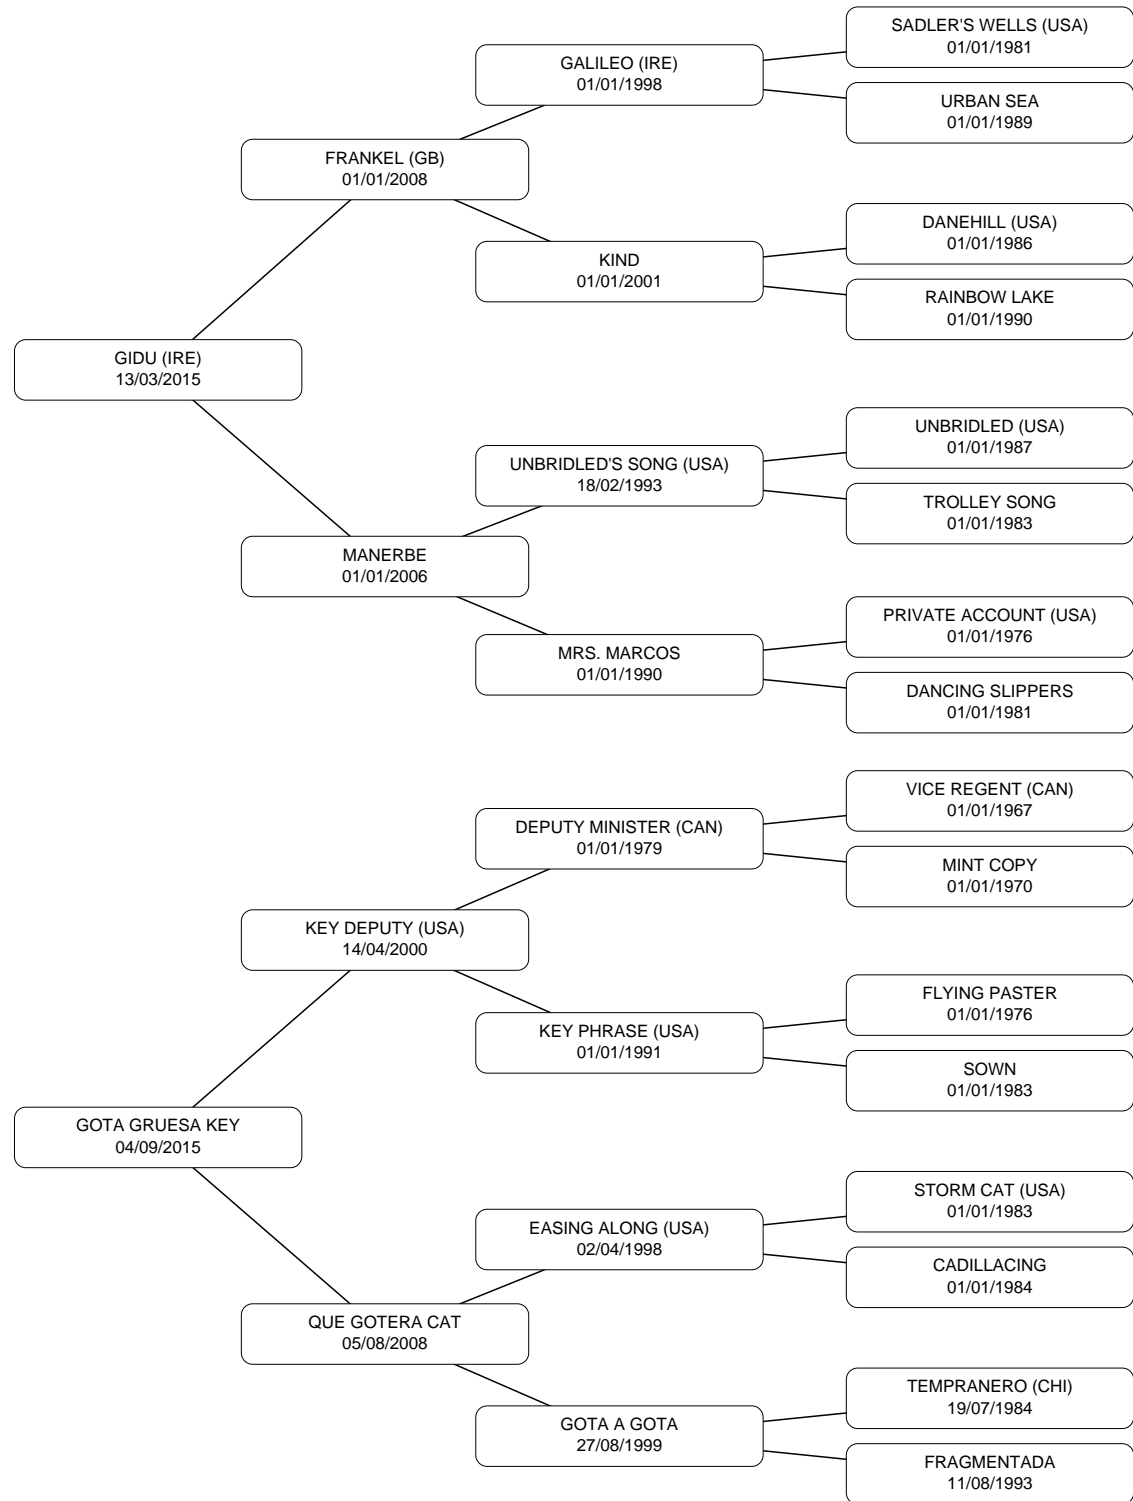 SADLER'S WELLS (USA)
01/01/1981
GALILEO (IRE)
01/01/1998
URBAN SEA
01/01/1989
FRANKEL (GB)
01/01/2008
DANEHILL (USA)
01/01/1986
KIND
01/01/2001
RAINBOW LAKE
01/01/1990
GIDU (IRE)
13/03/2015
UNBRIDLED (USA)
01/01/1987
UNBRIDLED'S SONG (USA)
18/02/1993
TROLLEY SONG
01/01/1983
MANERBE
01/01/2006
PRIVATE ACCOUNT (USA)
01/01/1976
MRS. MARCOS
01/01/1990
DANCING SLIPPERS
01/01/1981
VICE REGENT (CAN)
01/01/1967
DEPUTY MINISTER (CAN)
01/01/1979
MINT COPY
01/01/1970
KEY DEPUTY (USA)
14/04/2000
FLYING PASTER
01/01/1976
KEY PHRASE (USA)
01/01/1991
SOWN
01/01/1983
GOTA GRUESA KEY
04/09/2015
STORM CAT (USA)
01/01/1983
EASING ALONG (USA)
02/04/1998
CADILLACING
01/01/1984
QUE GOTERA CAT
05/08/2008
TEMPRANERO (CHI)
19/07/1984
GOTA A GOTA
27/08/1999
FRAGMENTADA
11/08/1993